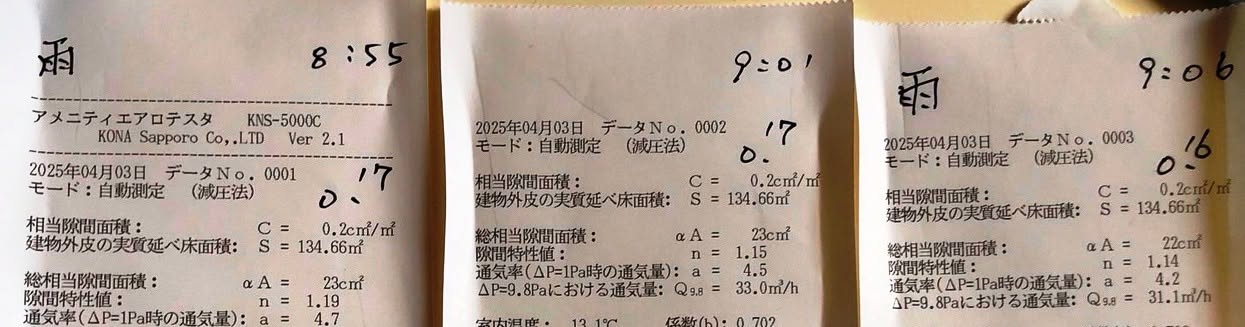 雨 8:55
アメニティエアロテスタ KNS-5000C
KONA Sapporo Co,.LTD Ver 2.1
2025年04月03日 データNo. 0001
モード:自動測定 (減圧法)
0.17
相当隙間面積: C = 0.2c㎡/㎡
建物外皮の実質延べ床面積: S = 134.66㎡
総相当隙間面積: αA = 23c㎡
隙間特性値: n = 1.19
通気率(ΔP=1Pa時の通気量): a = 4.7
9:01
2025年04月03日 データNo. 0002
モード:自動測定 (減圧法)
0.17
相当隙間面積: C = 0.2c㎡/㎡
建物外皮の実質延べ床面積: S = 134.66㎡
総相当隙間面積: αA = 23c㎡
隙間特性値: n = 1.15
通気率(ΔP=1Pa時の通気量): a = 4.5
ΔP=9.8Paにおける通気量: Q9.8 = 33.0㎥/h
室内温度: 13.1℃ 係数(b): 0.702
雨 9:06
2025年04月03日 データNo. 0003
モード:自動測定 (減圧法)
0.16
相当隙間面積: C = 0.2c㎡/㎡
建物外皮の実質延べ床面積: S = 134.66㎡
総相当隙間面積: αA = 22c㎡
隙間特性値: n = 1.14
通気率(ΔP=1Pa時の通気量): a = 4.2
ΔP=9.8Paにおける通気量: Q9.8 = 31.1㎥/h